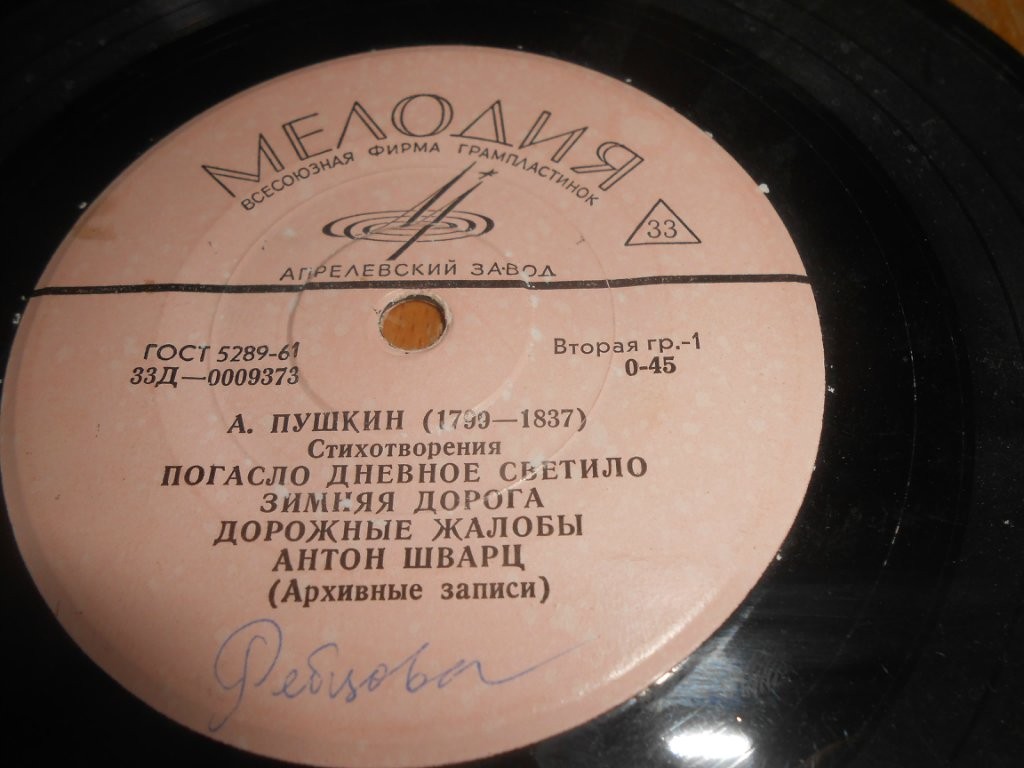 МЕЛОДИЯ
ВСЕСОЮЗНАЯ ФИРМА ГРАМПЛАСТИНОК
33
АПРЕЛЕВСКИЙ ЗАВОД
ГОСТ 5289-61
33Д—0009373
Вторая гр.-1
0-45
А. ПУШКИН (1799—1837)
Стихотворения
ПОГАСЛО ДНЕВНОЕ СВЕТИЛО
ЗИМНЯЯ ДОРОГА
ДОРОЖНЫЕ ЖАЛОБЫ
АНТОН ШВАРЦ
(Архивные записи)